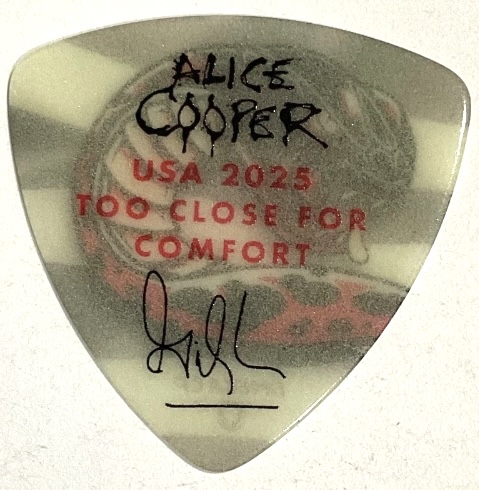 ALICE
COOPER
USA 2025
TOO CLOSE FOR
COMFORT